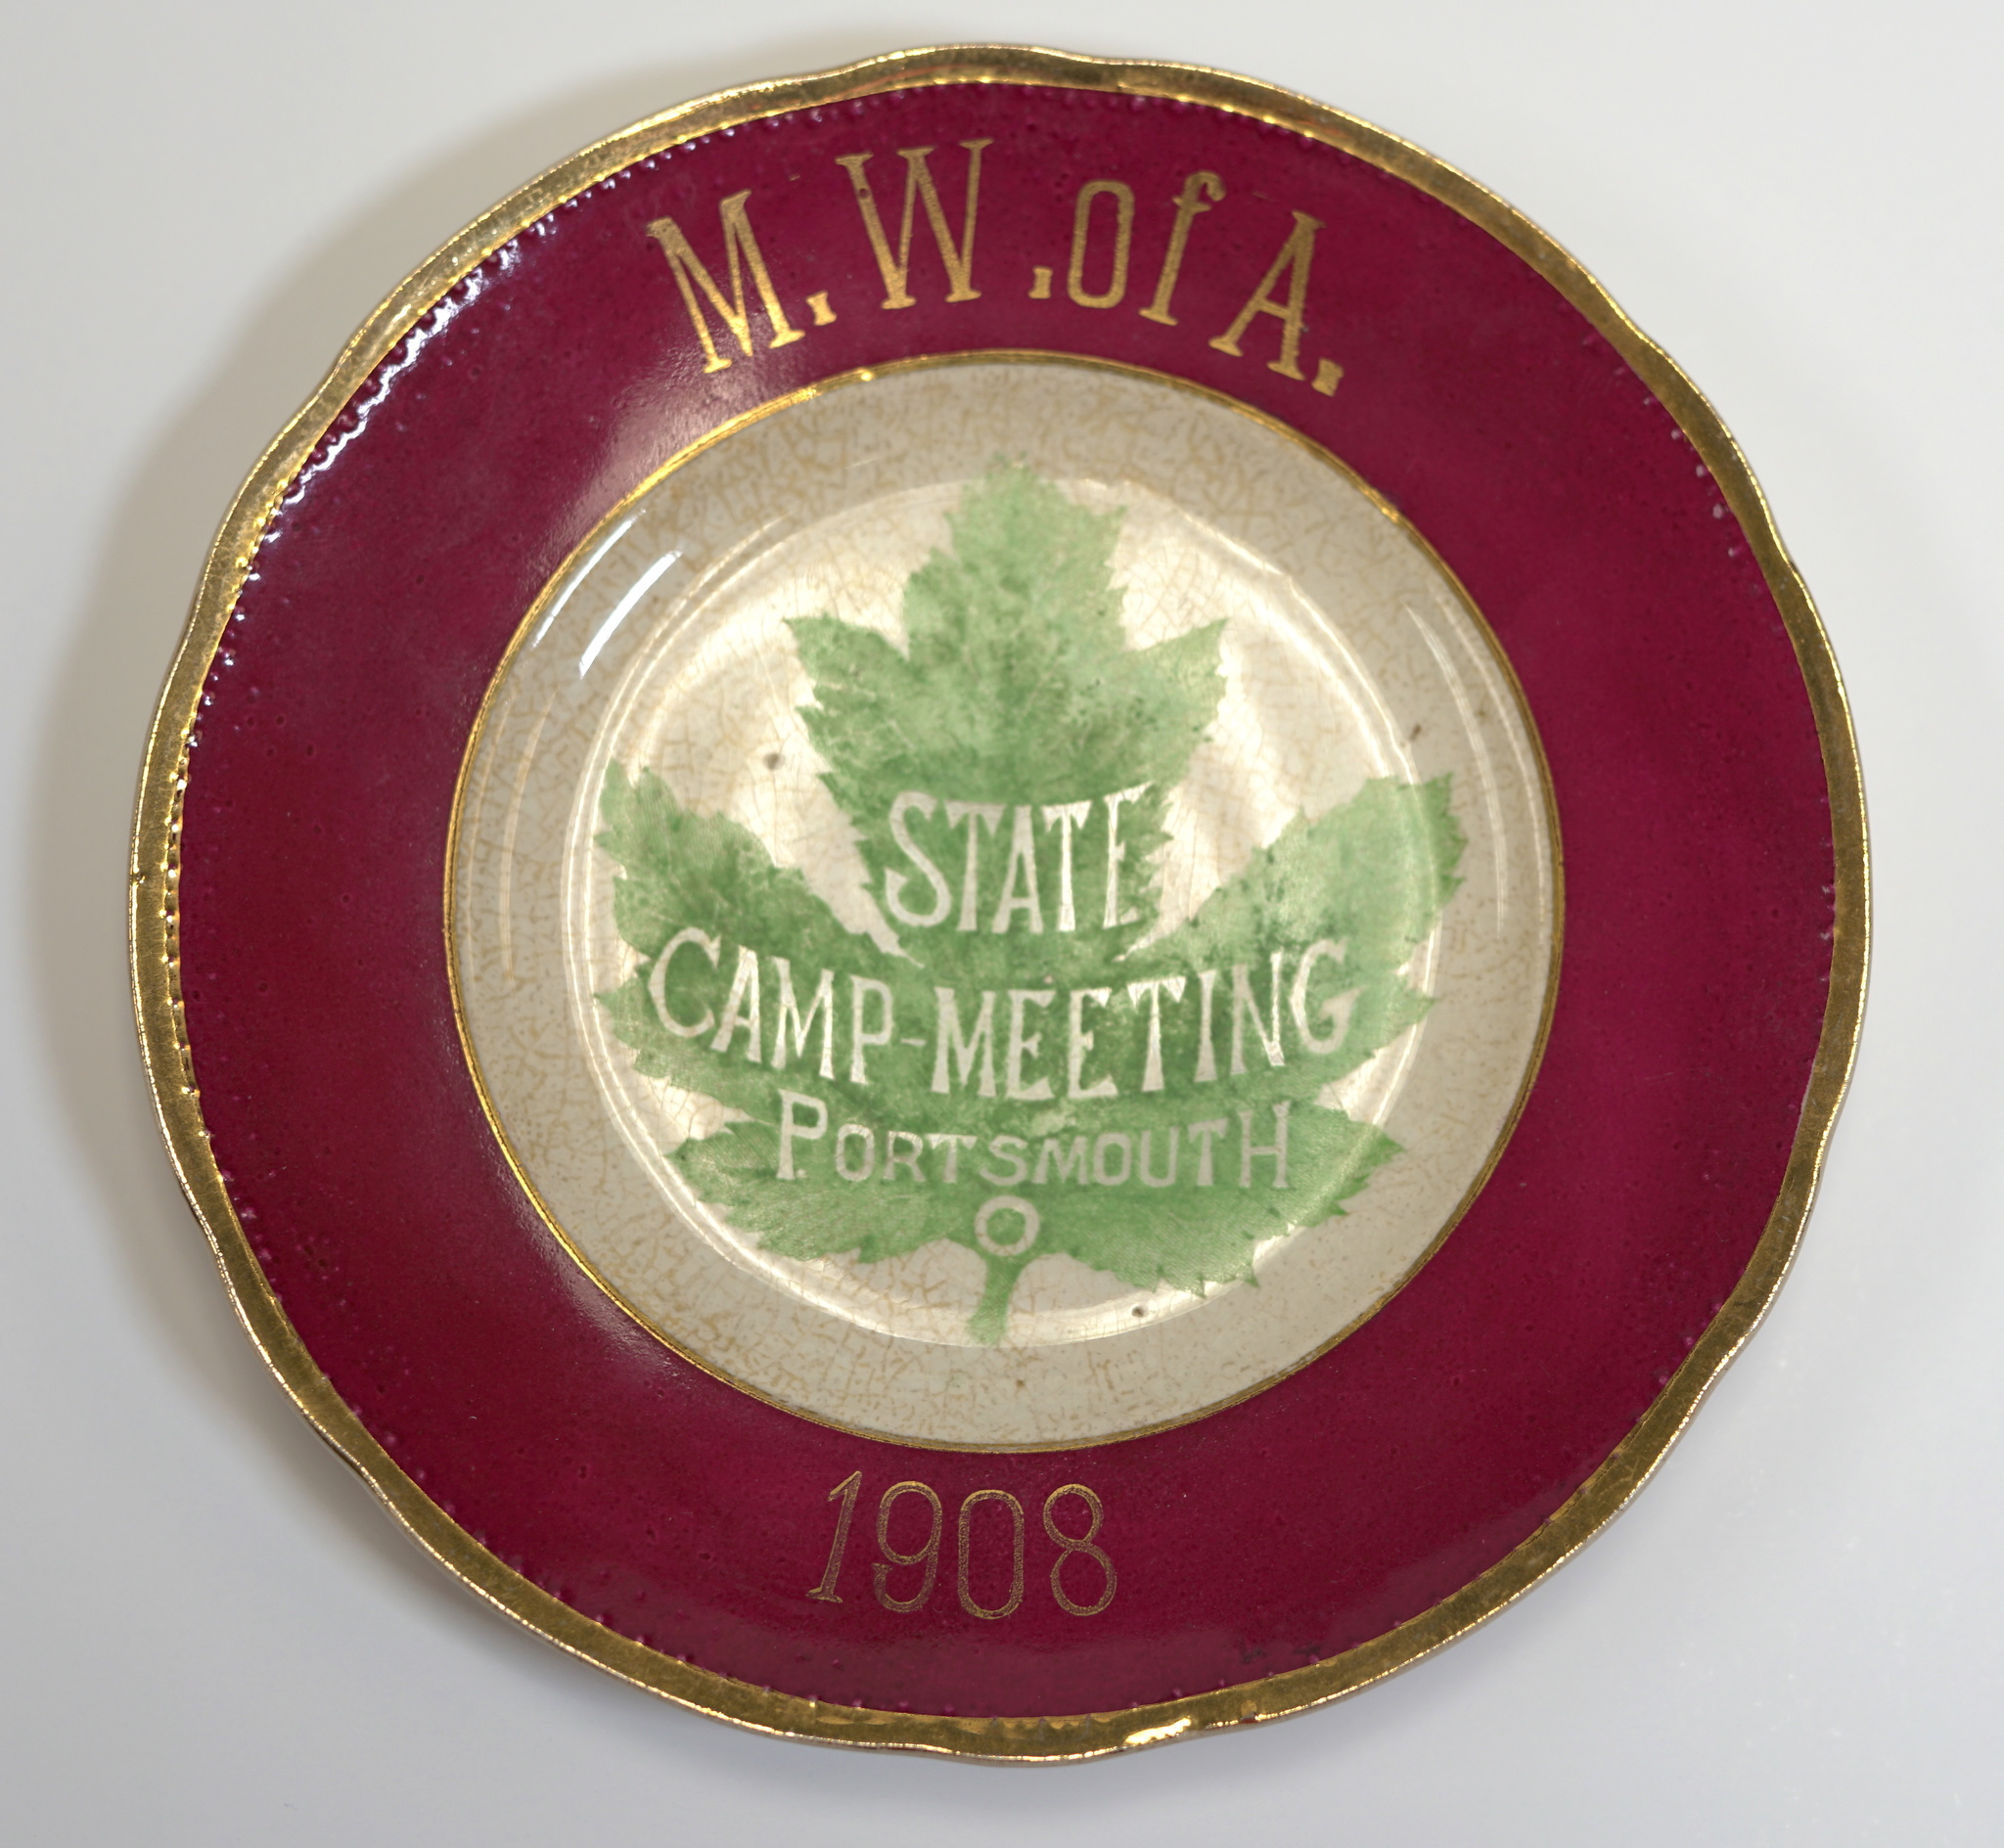 M. W. of A.
STATE
CAMP-MEETING
PORTSMOUTH
O
1908